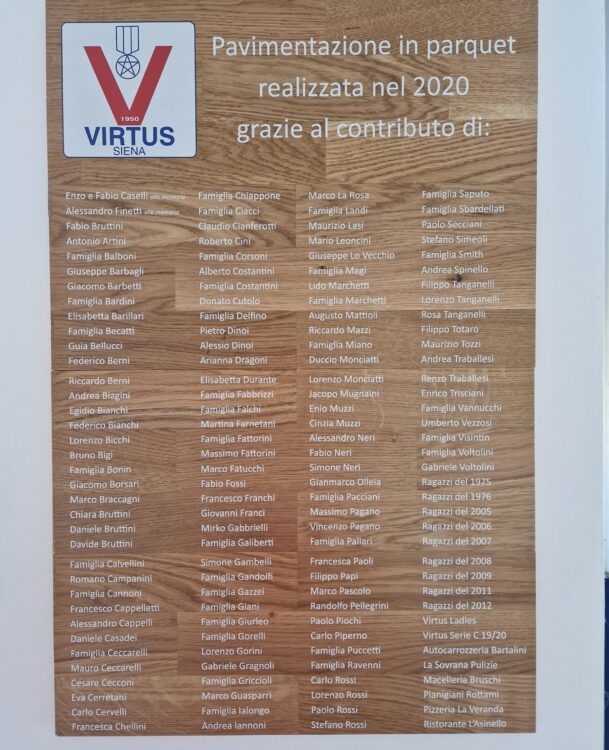 1950
VIRTUS
SIENA
Pavimentazione in parquet
realizzata nel 2020
grazie al contributo di:
Enzo e Fabio Caselli alla memoria
Alessandro Finetti alla memoria
Fabio Bruttini
Antonio Artini
Famiglia Balboni
Giuseppe Barbagli
Giacomo Barbetti
Famiglia Bardini
Elisabetta Barillari
Famiglia Becatti
Guia Bellucci
Federico Berni
Riccardo Berni
Andrea Biagini
Egidio Bianchi
Federico Bianchi
Lorenzo Bicchi
Bruno Bigi
Famiglia Bonin
Giacomo Borsari
Marco Braccagni
Chiara Bruttini
Daniele Bruttini
Davide Bruttini
Famiglia Calvellini
Romano Campanini
Famiglia Cannoni
Francesco Cappelletti
Alessandro Cappelli
Daniele Casadei
Famiglia Ceccarelli
Mauro Ceccarelli
Cesare Cecconi
Eva Cerretani
Carlo Cervelli
Francesca Chellini
Famiglia Chiappone
Famiglia Ciacci
Claudio Cianferotti
Roberto Cini
Famiglia Corsoni
Alberto Costantini
Famiglia Costantini
Donato Cutolo
Famiglia Delfino
Pietro Dinoi
Alessio Dinoi
Arianna Dragoni
Elisabetta Durante
Famiglia Fabbrizzi
Famiglia Falchi
Martina Farnetani
Famiglia Fattorini
Massimo Fattorini
Marco Fatucchi
Fabio Fossi
Francesco Franchi
Giovanni Franci
Mirko Gabbrielli
Famiglia Galiberti
Simone Gambelli
Famiglia Gandolfi
Famiglia Gazzei
Famiglia Giani
Famiglia Giurleo
Famiglia Gorelli
Lorenzo Gorini
Gabriele Gragnoli
Famiglia Griccioli
Marco Guasparri
Famiglia Ialongo
Andrea Iannoni
Marco La Rosa
Famiglia Landi
Maurizio Lasi
Mario Leoncini
Giuseppe Lo Vecchio
Famiglia Magi
Lido Marchetti
Famiglia Marchetti
Augusto Mattioli
Riccardo Mazzi
Famiglia Miano
Duccio Monciatti
Lorenzo Monciatti
Jacopo Mugnaini
Enio Muzzi
Cinzia Muzzi
Alessandro Neri
Fabio Neri
Simone Neri
Gianmarco Olleia
Famiglia Pacciani
Massimo Pagano
Vincenzo Pagano
Famiglia Pallari
Francesca Paoli
Filippo Papi
Marco Pascolo
Randolfo Pellegrini
Paolo Piochi
Carlo Piperno
Famiglia Puccetti
Famiglia Ravenni
Carlo Rossi
Lorenzo Rossi
Paolo Rossi
Stefano Rossi
Famiglia Saputo
Famiglia Sbardellati
Paolo Secciani
Stefano Simeoli
Famiglia Smith
Andrea Spinello
Filippo Tanganelli
Lorenzo Tanganelli
Rosa Tanganelli
Filippo Totaro
Maurizio Tozzi
Andrea Traballesi
Renzo Traballesi
Enrico Trisciani
Famiglia Vannucchi
Umberto Vezzosi
Famiglia Visintin
Famiglia Voltolini
Gabriele Voltolini
Ragazzi del 1975
Ragazzi del 1976
Ragazzi del 2005
Ragazzi del 2006
Ragazzi del 2007
Ragazzi del 2008
Ragazzi del 2009
Ragazzi del 2011
Ragazzi del 2012
Virtus Ladies
Virtus Serie C 19/20
Autocarrozzeria Bartalini
La Sovrana Pulizie
Macelleria Bruschi
Pianigiani Rottami
Pizzeria La Veranda
Ristorante L'Asinello